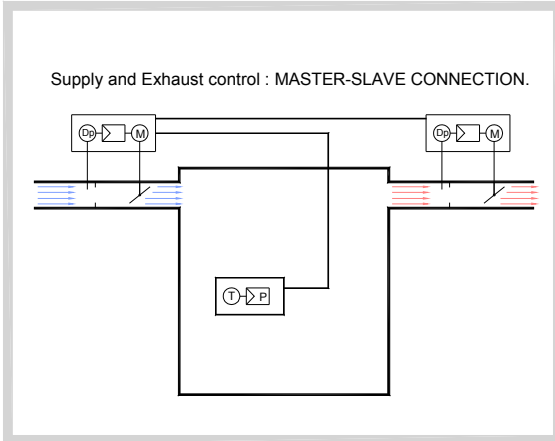 Supply and Exhaust control : MASTER-SLAVE CONNECTION.
Dp M Dp M
T P